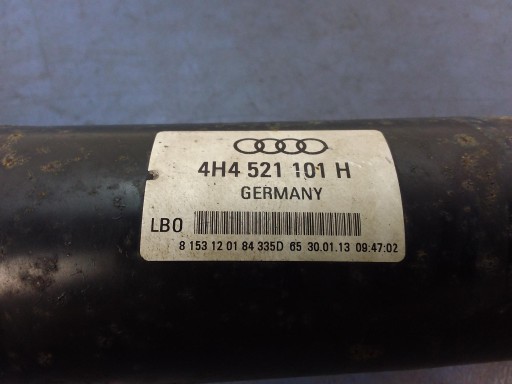 4H4 521 101 H
GERMANY
LBO
8 153 12 01 84 335D 65 30.01.13 09:47:02